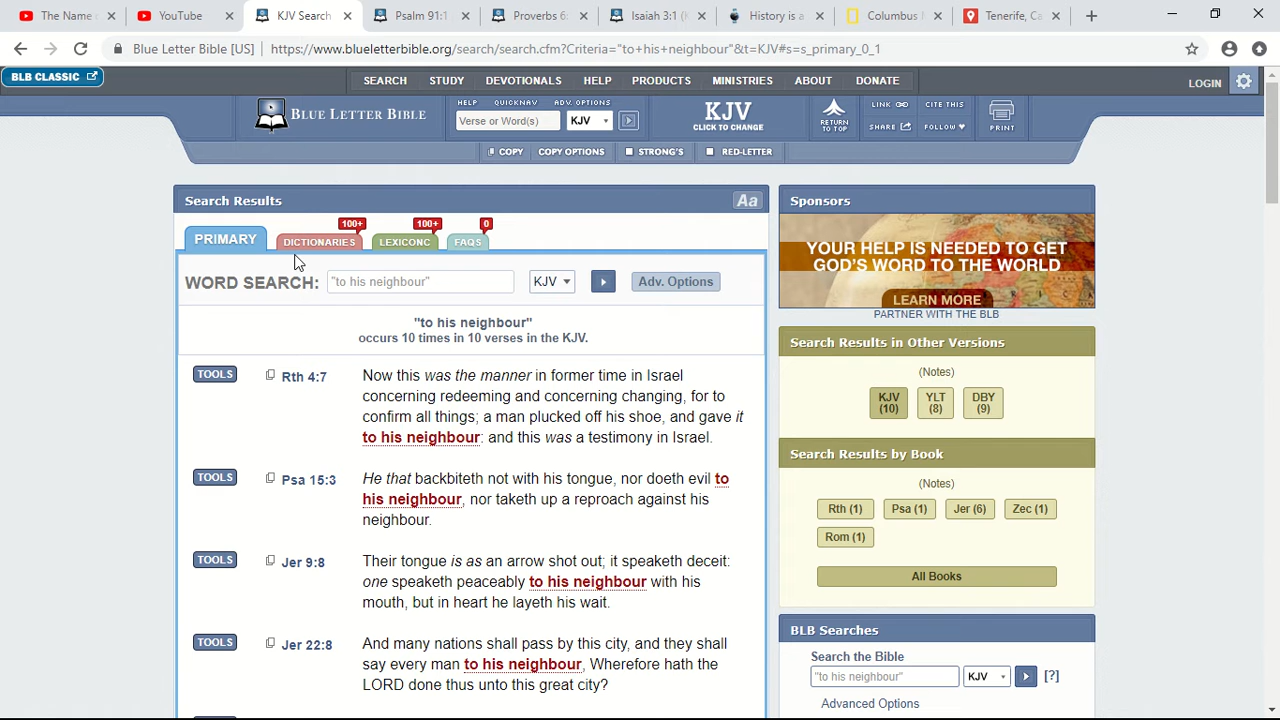 The Name
YouTube
KJV Search
Psalm 91:1
Proverbs 6:
Isaiah 3:1 (
History is a
Columbus
Tenerife, Ca
Blue Letter Bible [US]
https://www.blueletterbible.org/search/search.cfm?Criteria="to+his+neighbour"&t=KJV#s=s_primary_0_1
BLB CLASSIC
SEARCH STUDY DEVOTIONALS HELP PRODUCTS MINISTRIES ABOUT DONATE
LOGIN
BLUE LETTER BIBLE
HELP QUICKNAV ADV. OPTIONS
Verse or Word(s)
KJV
KJV
CLICK TO CHANGE
RETURN
TO TOP
LINK
CITE THIS
SHARE
FOLLOW
PRINT
COPY COPY OPTIONS STRONG'S RED-LETTER
Search Results
Aa
PRIMARY
DICTIONARIES
100+
LEXICONC
100+
FAQS
0
WORD SEARCH:
"to his neighbour"
KJV
Adv. Options
"to his neighbour"
occurs 10 times in 10 verses in the KJV.
TOOLS
Rth 4:7
Now this was the manner in former time in Israel
concerning redeeming and concerning changing, for to
confirm all things; a man plucked off his shoe, and gave it
to his neighbour: and this was a testimony in Israel.
TOOLS
Psa 15:3
He that backbiteth not with his tongue, nor doeth evil to
his neighbour, nor taketh up a reproach against his
neighbour.
TOOLS
Jer 9:8
Their tongue is as an arrow shot out; it speaketh deceit:
one speaketh peaceably to his neighbour with his
mouth, but in heart he layeth his wait.
TOOLS
Jer 22:8
And many nations shall pass by this city, and they shall
say every man to his neighbour, Wherefore hath the
LORD done thus unto this great city?
Sponsors
YOUR HELP IS NEEDED TO GET
GOD'S WORD TO THE WORLD
LEARN MORE
PARTNER WITH THE BLB
Search Results in Other Versions
(Notes)
KJV
(10)
YLT
(8)
DBY
(9)
Search Results by Book
(Notes)
Rth (1)
Psa (1)
Jer (6)
Zec (1)
Rom (1)
All Books
BLB Searches
Search the Bible
"to his neighbour"
KJV
[?]
Advanced Options